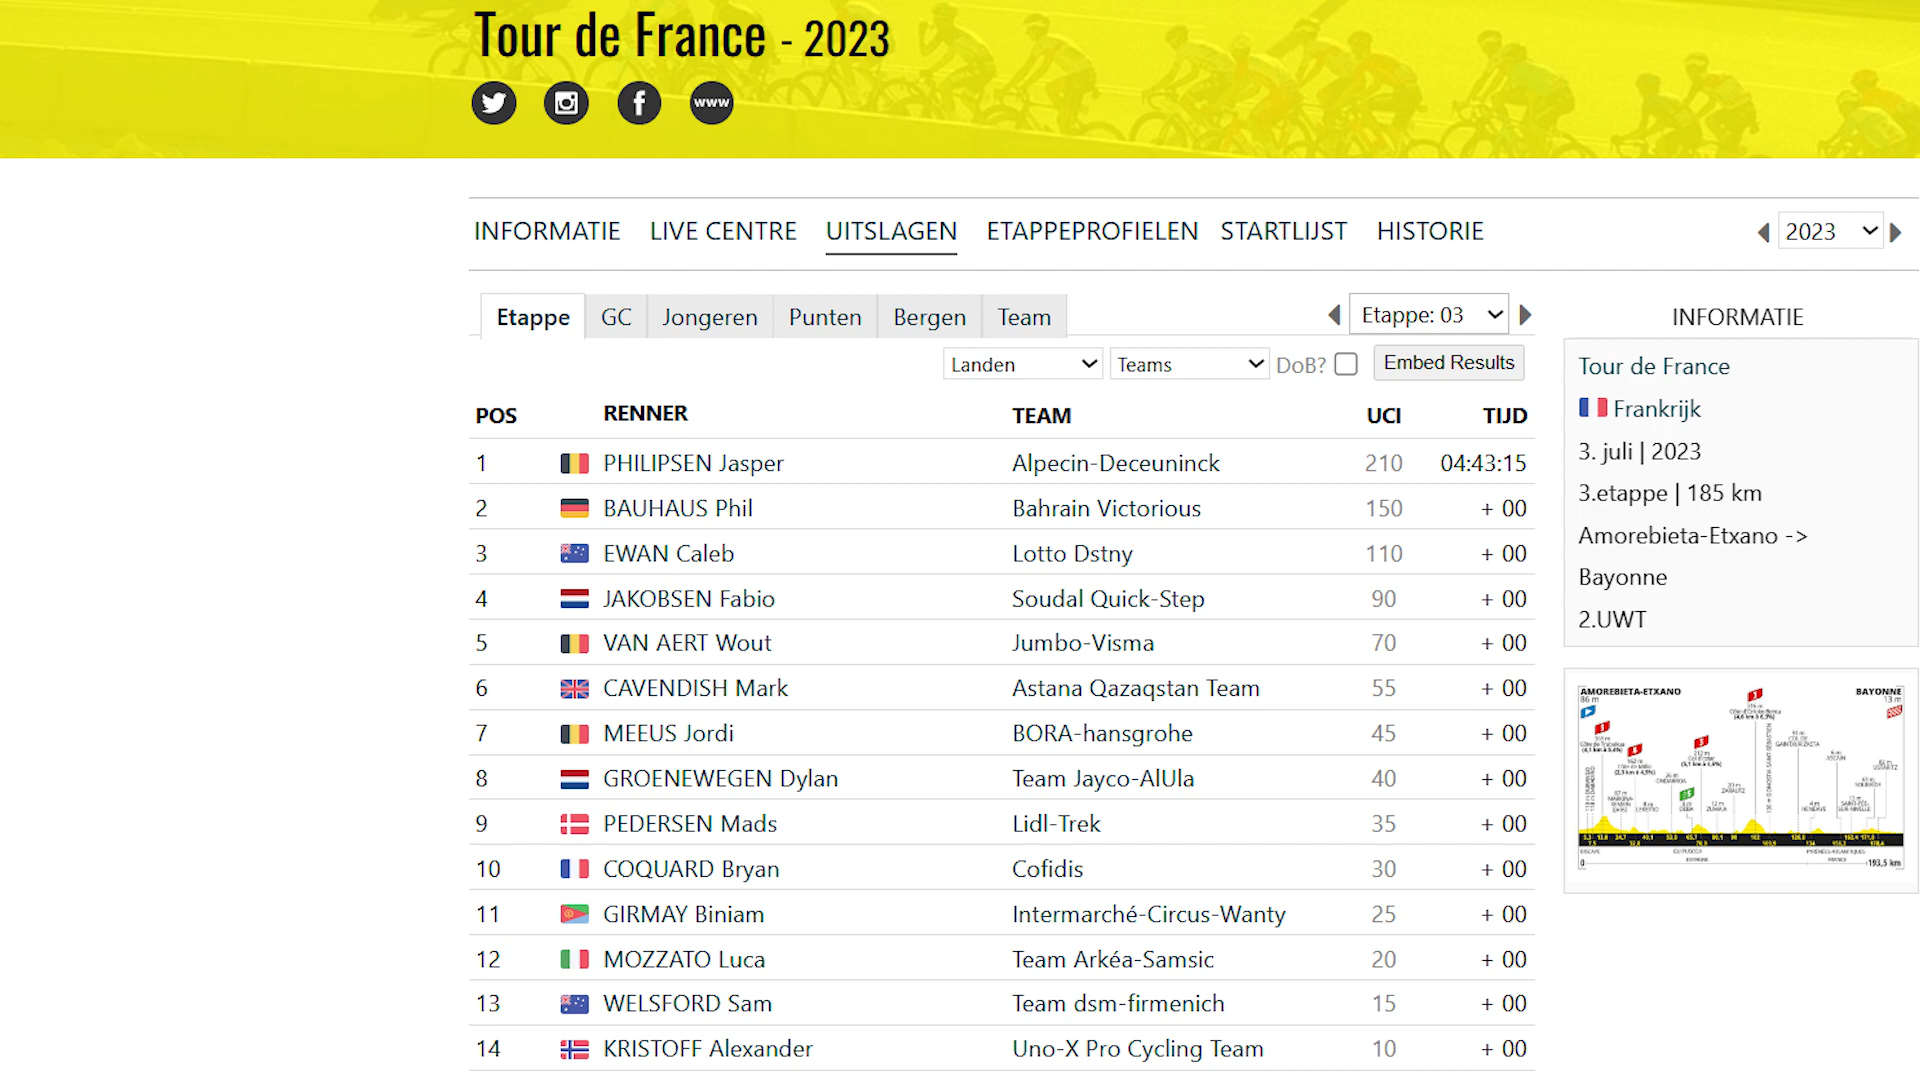 Tour de France - 2023
www
INFORMATIE LIVE CENTRE UITSLAGEN ETAPPEPROFIELEN STARTLIJST HISTORIE 2023
Etappe GC Jongeren Punten Bergen Team Etappe: 03
Landen Teams DoB? Embed Results
POS RENNER TEAM UCI TIJD
1 PHILIPSEN Jasper Alpecin-Deceuninck 210 04:43:15
2 BAUHAUS Phil Bahrain Victorious 150 + 00
3 EWAN Caleb Lotto Dstny 110 + 00
4 JAKOBSEN Fabio Soudal Quick-Step 90 + 00
5 VAN AERT Wout Jumbo-Visma 70 + 00
6 CAVENDISH Mark Astana Qazaqstan Team 55 + 00
7 MEEUS Jordi BORA-hansgrohe 45 + 00
8 GROENEWEGEN Dylan Team Jayco-AlUla 40 + 00
9 PEDERSEN Mads Lidl-Trek 35 + 00
10 COQUARD Bryan Cofidis 30 + 00
11 GIRMAY Biniam Intermarché-Circus-Wanty 25 + 00
12 MOZZATO Luca Team Arkéa-Samsic 20 + 00
13 WELSFORD Sam Team dsm-firmenich 15 + 00
14 KRISTOFF Alexander Uno-X Pro Cycling Team 10 + 00
INFORMATIE
Tour de France
Frankrijk
3. juli | 2023
3.etappe | 185 km
Amorebieta-Etxano ->
Bayonne
2.UWT
AMOREBIETA-ETXANO BAYONNE
86 m 13 m
193,5 km